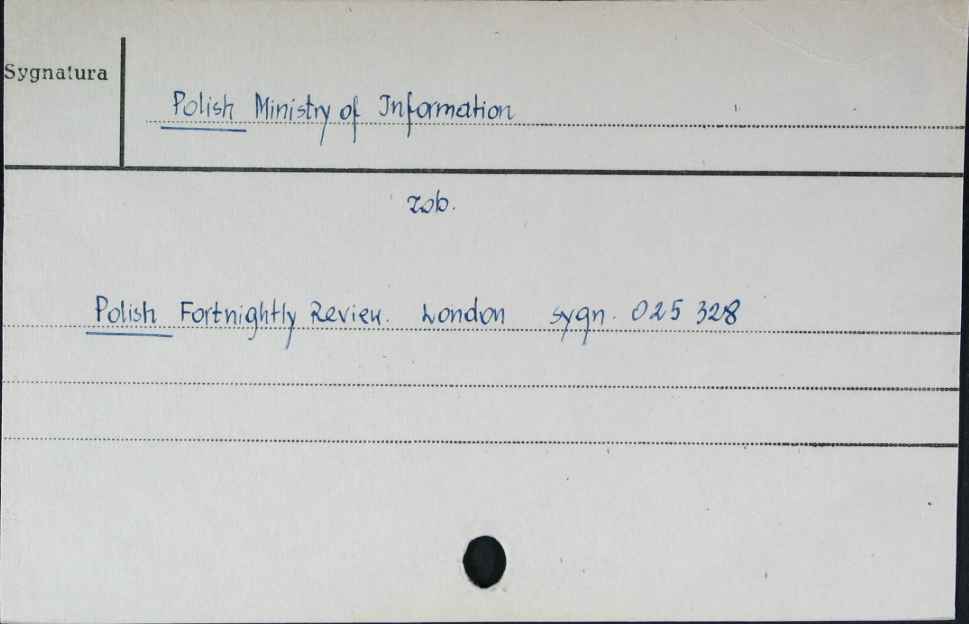 Sygnatura
Polish Ministry of Information
zob.
Polish Fortnightly Review. London sygn. 025 328